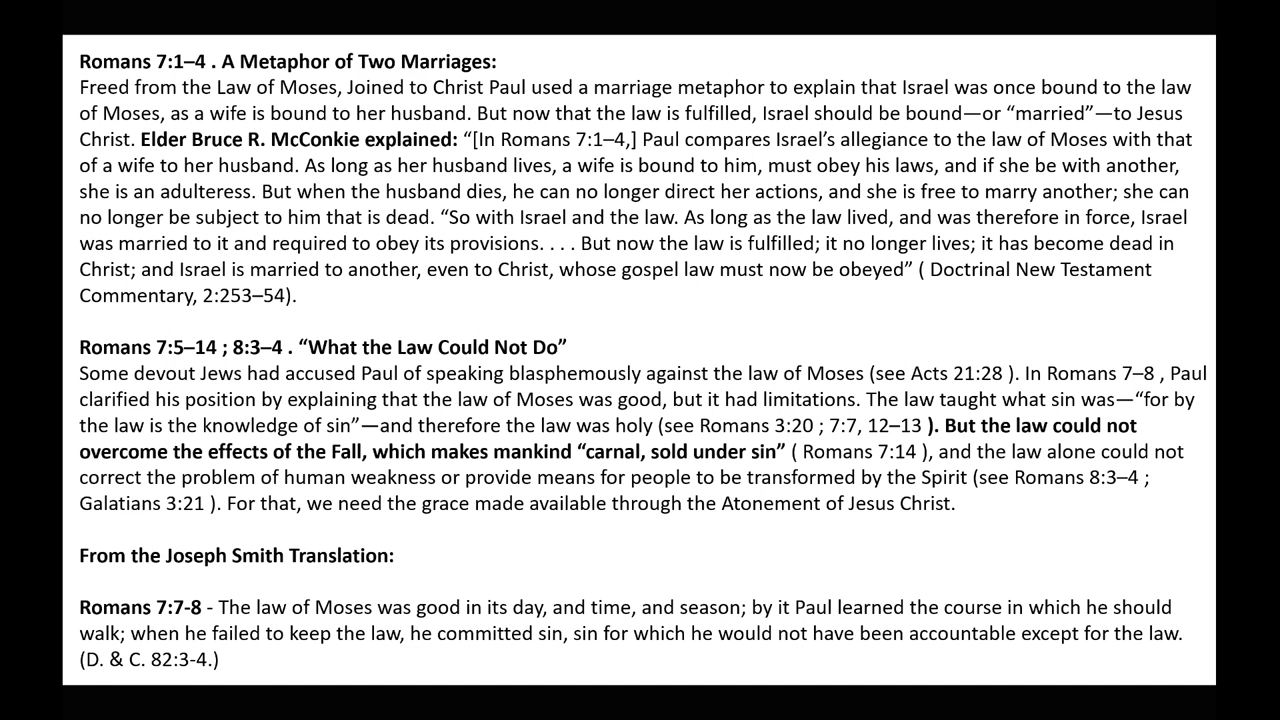 Romans 7:1–4 . A Metaphor of Two Marriages:
Freed from the Law of Moses, Joined to Christ Paul used a marriage metaphor to explain that Israel was once bound to the law
of Moses, as a wife is bound to her husband. But now that the law is fulfilled, Israel should be bound—or “married”—to Jesus
Christ. Elder Bruce R. McConkie explained: “[In Romans 7:1–4,] Paul compares Israel’s allegiance to the law of Moses with that
of a wife to her husband. As long as her husband lives, a wife is bound to him, must obey his laws, and if she be with another,
she is an adulteress. But when the husband dies, he can no longer direct her actions, and she is free to marry another; she can
no longer be subject to him that is dead. “So with Israel and the law. As long as the law lived, and was therefore in force, Israel
was married to it and required to obey its provisions. . . . But now the law is fulfilled; it no longer lives; it has become dead in
Christ; and Israel is married to another, even to Christ, whose gospel law must now be obeyed” ( Doctrinal New Testament
Commentary, 2:253–54).
Romans 7:5–14 ; 8:3–4 . “What the Law Could Not Do”
Some devout Jews had accused Paul of speaking blasphemously against the law of Moses (see Acts 21:28 ). In Romans 7–8 , Paul
clarified his position by explaining that the law of Moses was good, but it had limitations. The law taught what sin was—“for by
the law is the knowledge of sin”—and therefore the law was holy (see Romans 3:20 ; 7:7, 12–13 ). But the law could not
overcome the effects of the Fall, which makes mankind “carnal, sold under sin” ( Romans 7:14 ), and the law alone could not
correct the problem of human weakness or provide means for people to be transformed by the Spirit (see Romans 8:3–4 ;
Galatians 3:21 ). For that, we need the grace made available through the Atonement of Jesus Christ.
From the Joseph Smith Translation:
Romans 7:7-8 - The law of Moses was good in its day, and time, and season; by it Paul learned the course in which he should
walk; when he failed to keep the law, he committed sin, sin for which he would not have been accountable except for the law.
(D. & C. 82:3-4.)